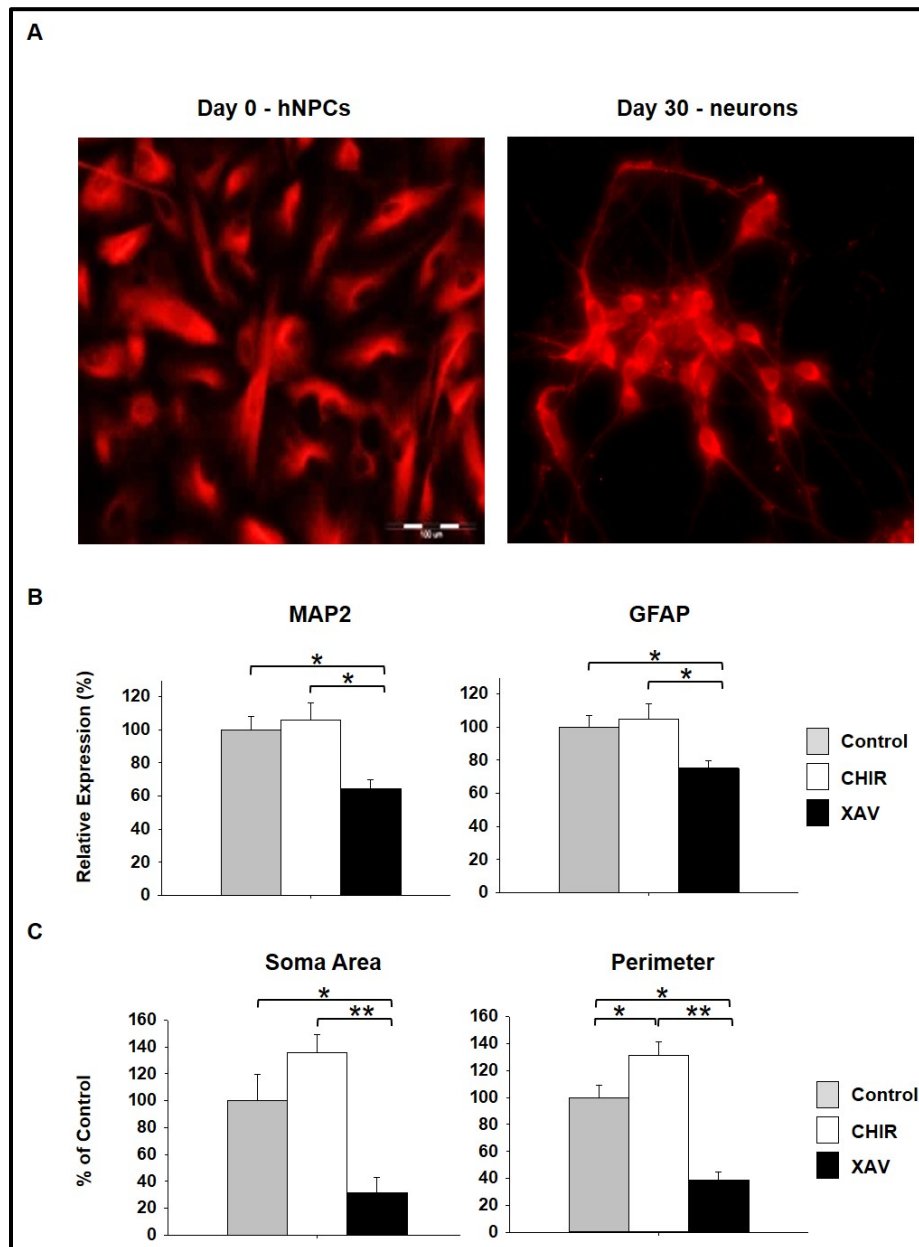 A
Day 0 - hNPCs
Day 30 - neurons
100 um
B
MAP2
GFAP
Relative Expression (%)
120
100
80
60
40
20
0
*
*
120
100
80
60
40
20
0
*
*
Control
CHIR
XAV
C
Soma Area
Perimeter
% of Control
160
140
120
100
80
60
40
20
0
*
**
160
140
120
100
80
60
40
20
0
*
* **
Control
CHIR
XAV